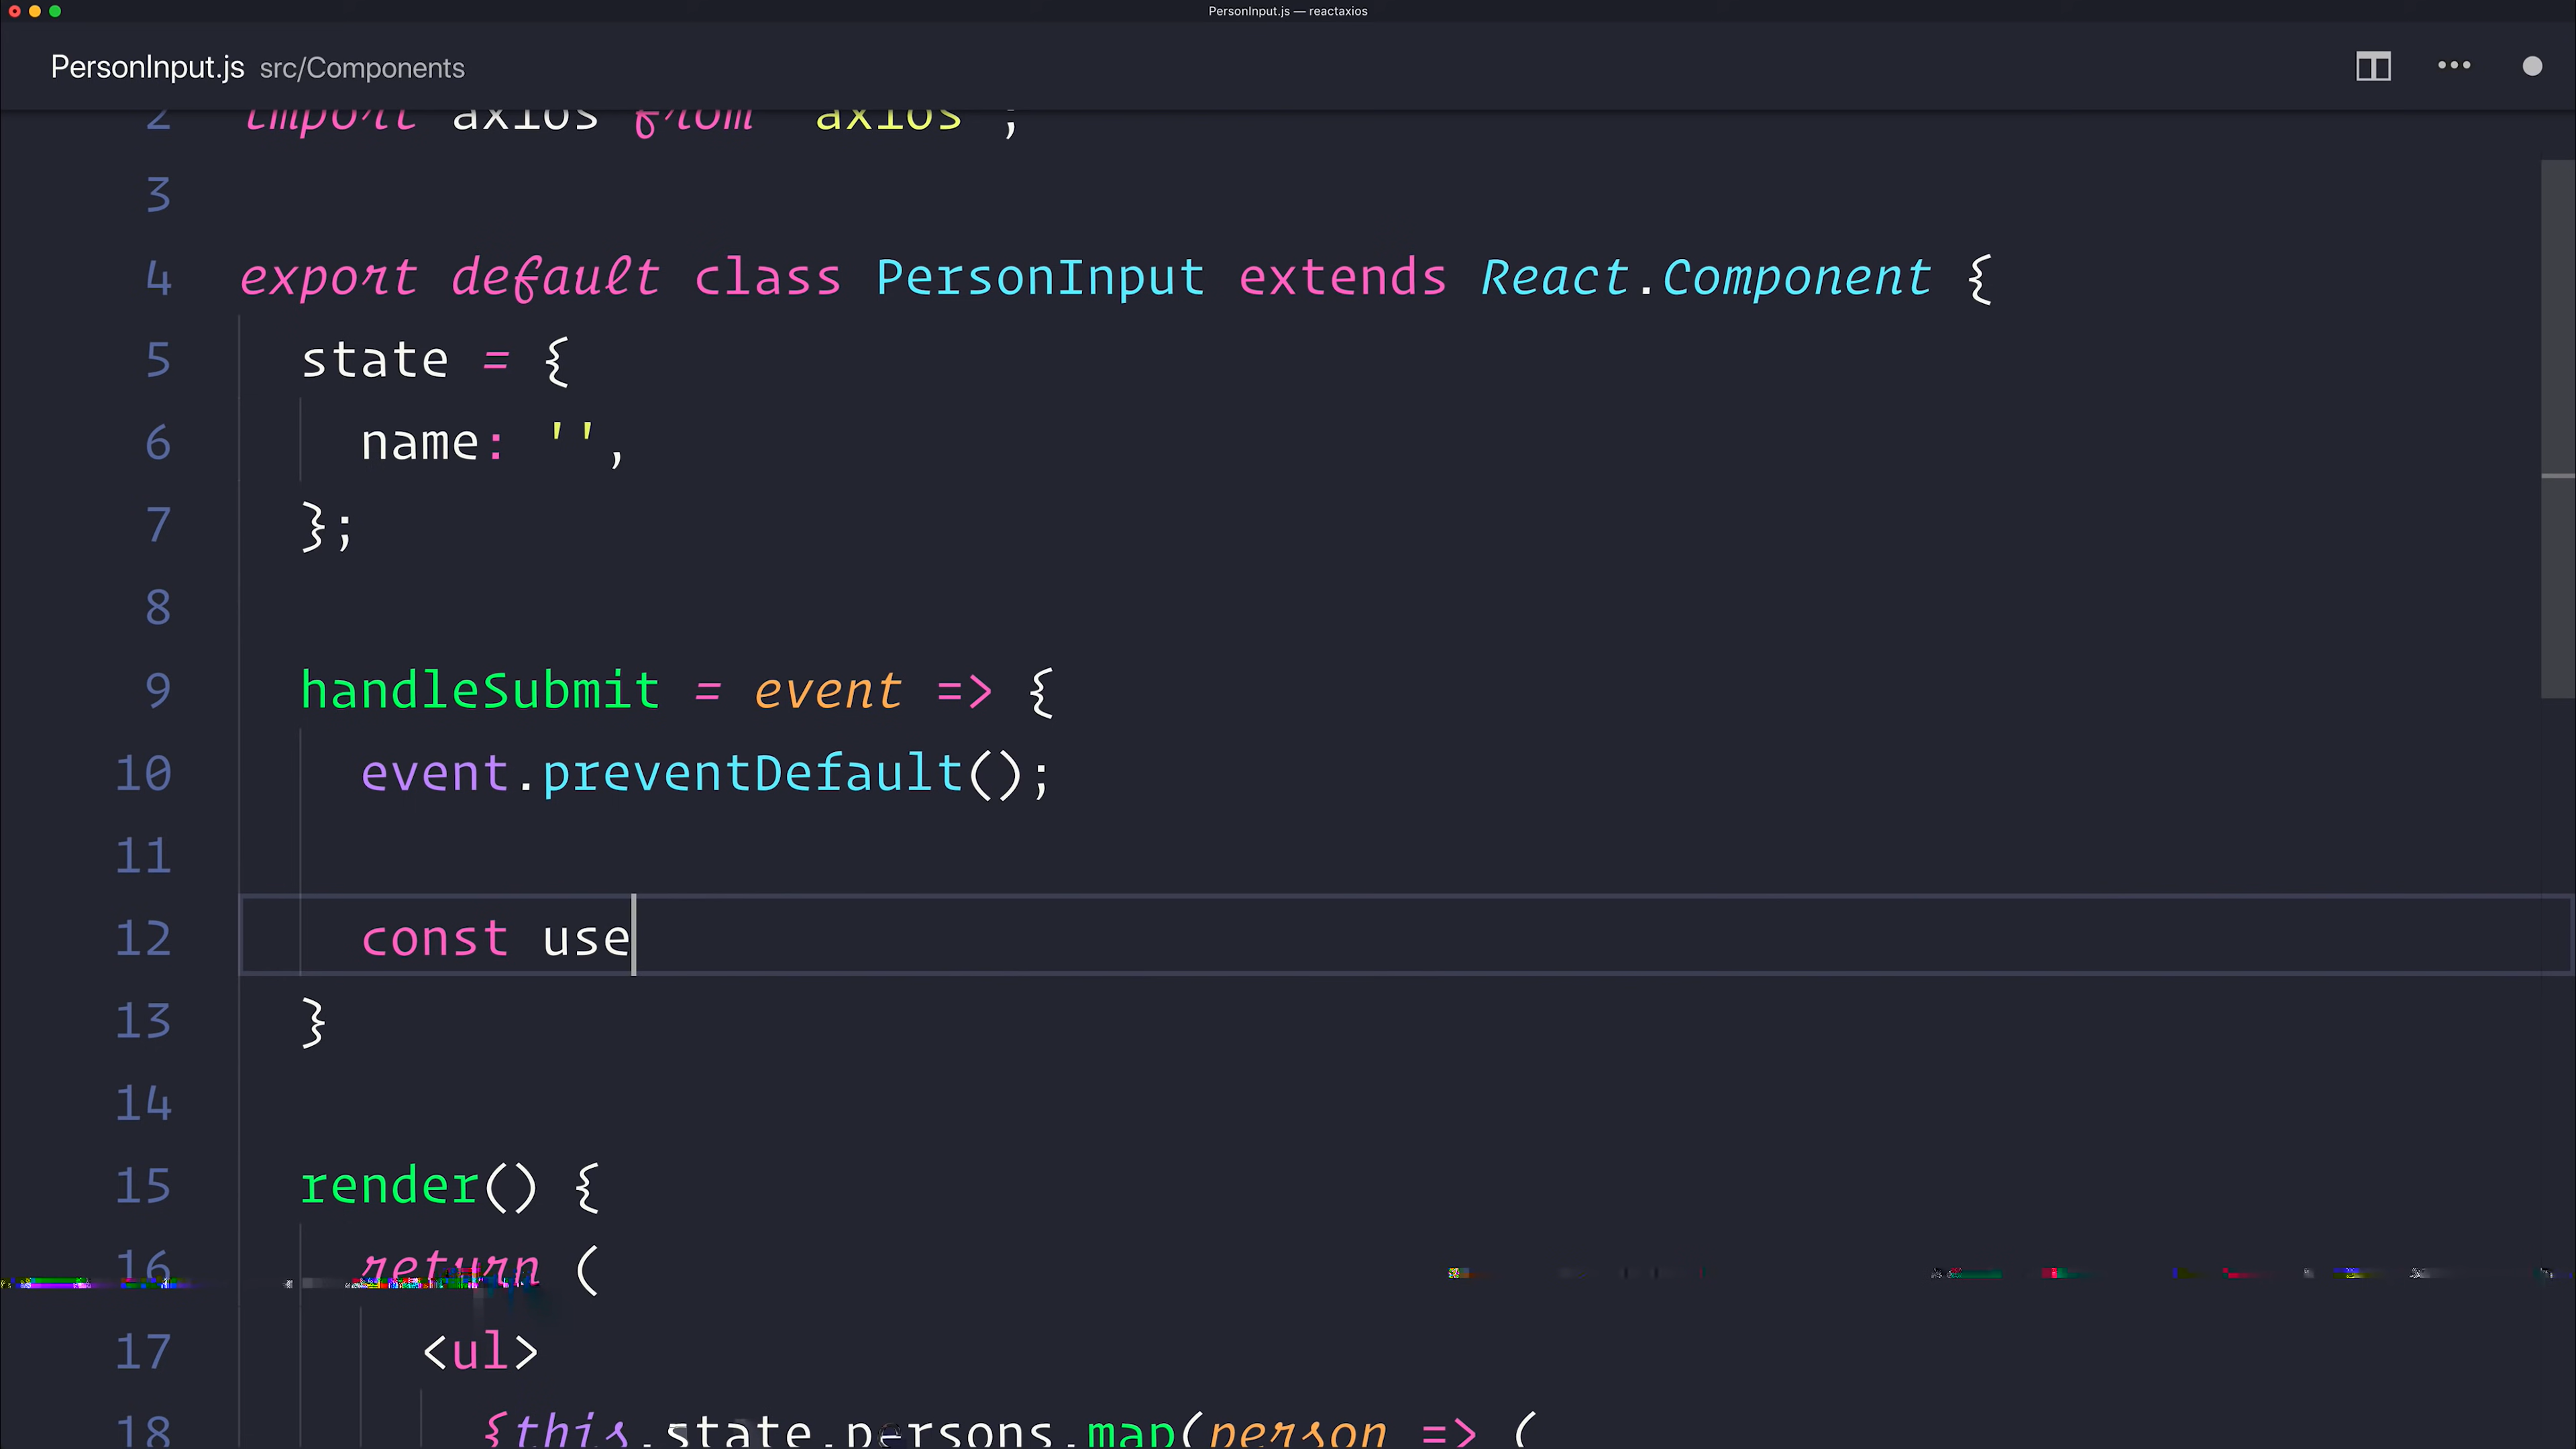 PersonInput.js — reactaxios
PersonInput.js src/Components
2 import axios from 'axios';
3
4 export default class PersonInput extends React.Component {
5 state = {
6 name: '',
7 };
8
9 handleSubmit = event => {
10 event.preventDefault();
11
12 const use
13 }
14
15 render() {
16 return (
17 <ul>
18 {this.state.persons.map(person => (